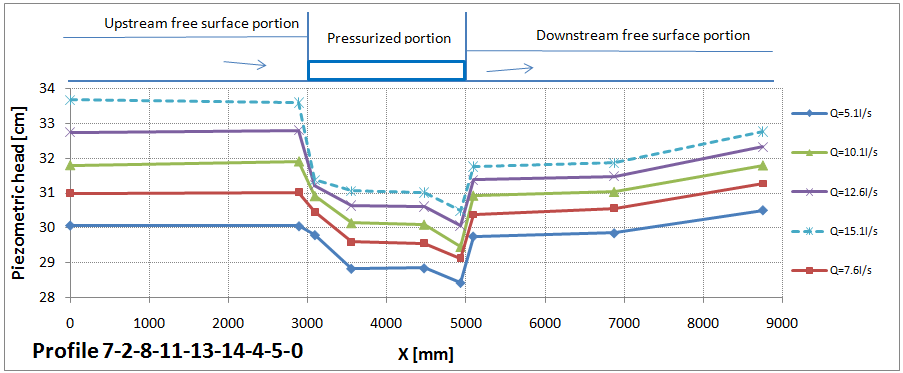 Upstream free surface portion
Pressurized portion
Downstream free surface portion
34
33
32
31
30
29
28
Piezometric head [cm]
0 1000 2000 3000 4000 5000 6000 7000 8000 9000
X [mm]
Profile 7-2-8-11-13-14-4-5-0
Q=5.1l/s
Q=10.1l/s
Q=12.6l/s
Q=15.1l/s
Q=7.6l/s